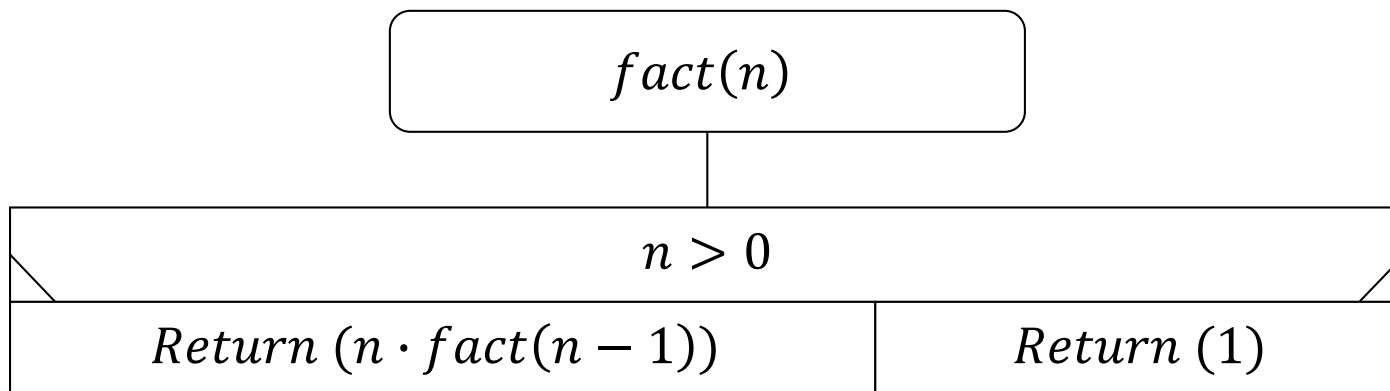 fact(n)
n > 0
Return (n · fact(n − 1))
Return (1)